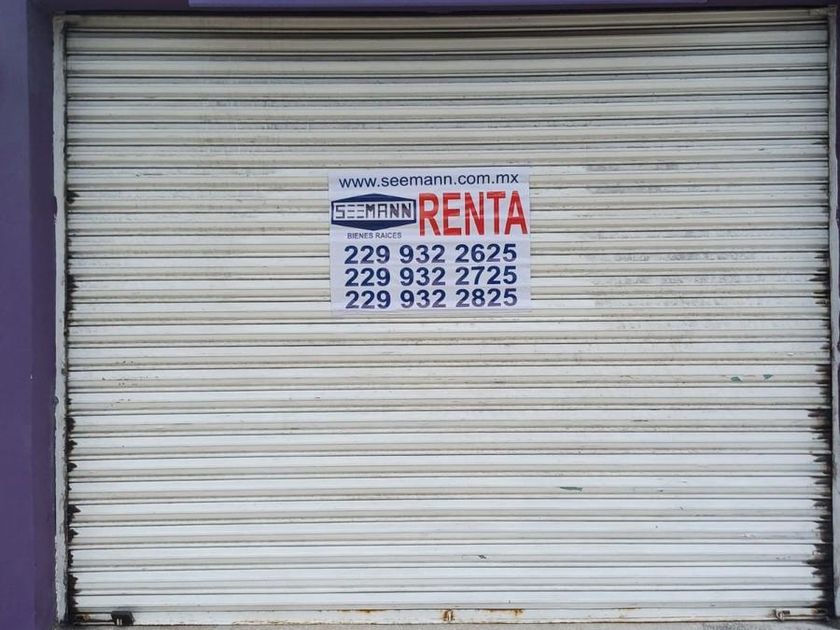 www.seemann.com.mx
SEEMANN RENTA
BIENES RAICES
229 932 2625
229 932 2725
229 932 2825